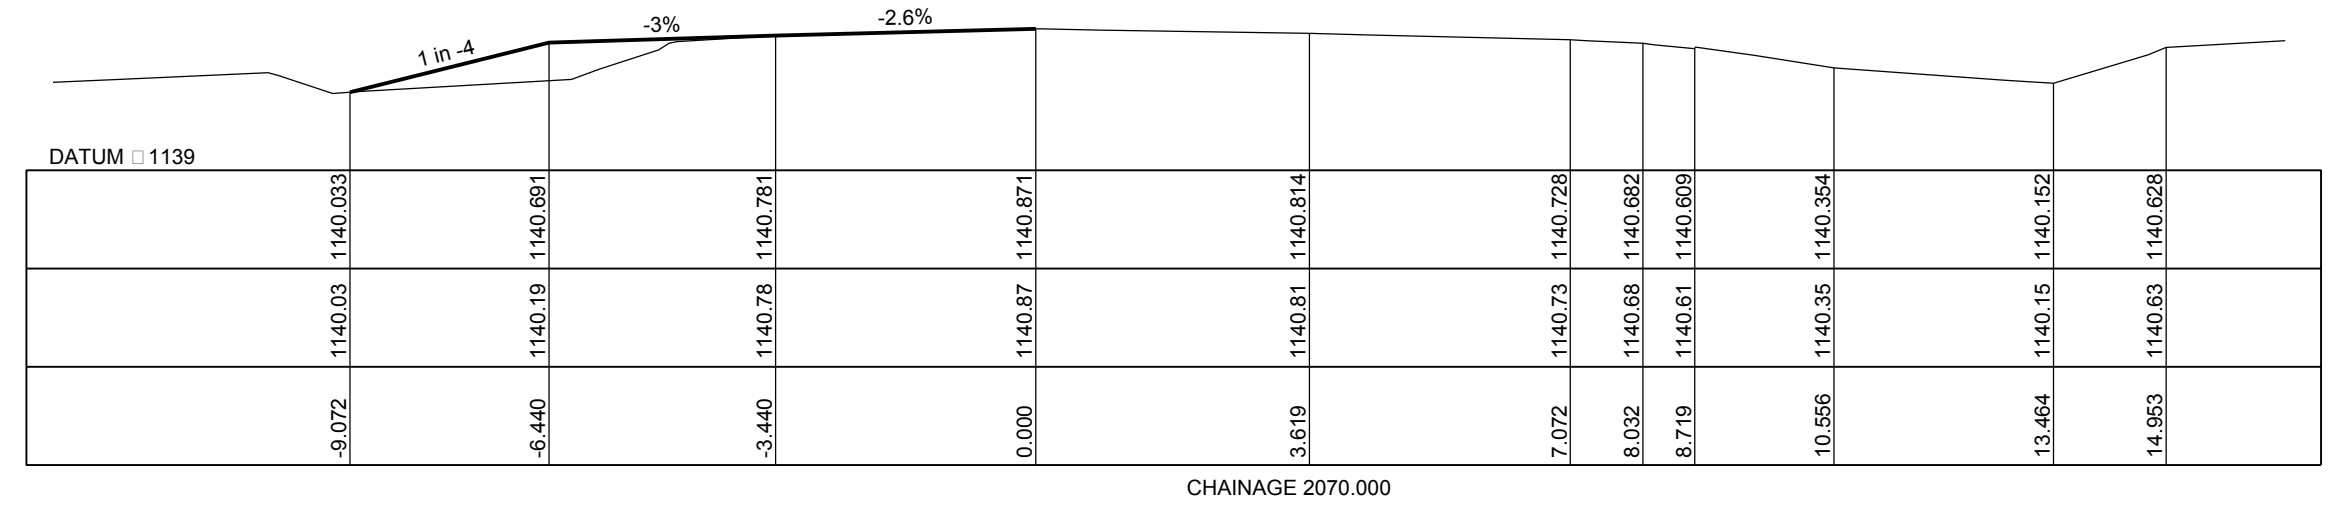 -3%
-2.6%
1 in -4
DATUM 1139
1140.033 1140.691 1140.781 1140.871 1140.814 1140.728 1140.682 1140.609 1140.354 1140.152 1140.628
1140.03 1140.19 1140.78 1140.87 1140.81 1140.73 1140.68 1140.61 1140.35 1140.15 1140.63
-9.072 -6.440 -3.440 0.000 3.619 7.072 8.032 8.719 10.556 13.464 14.953
CHAINAGE 2070.000